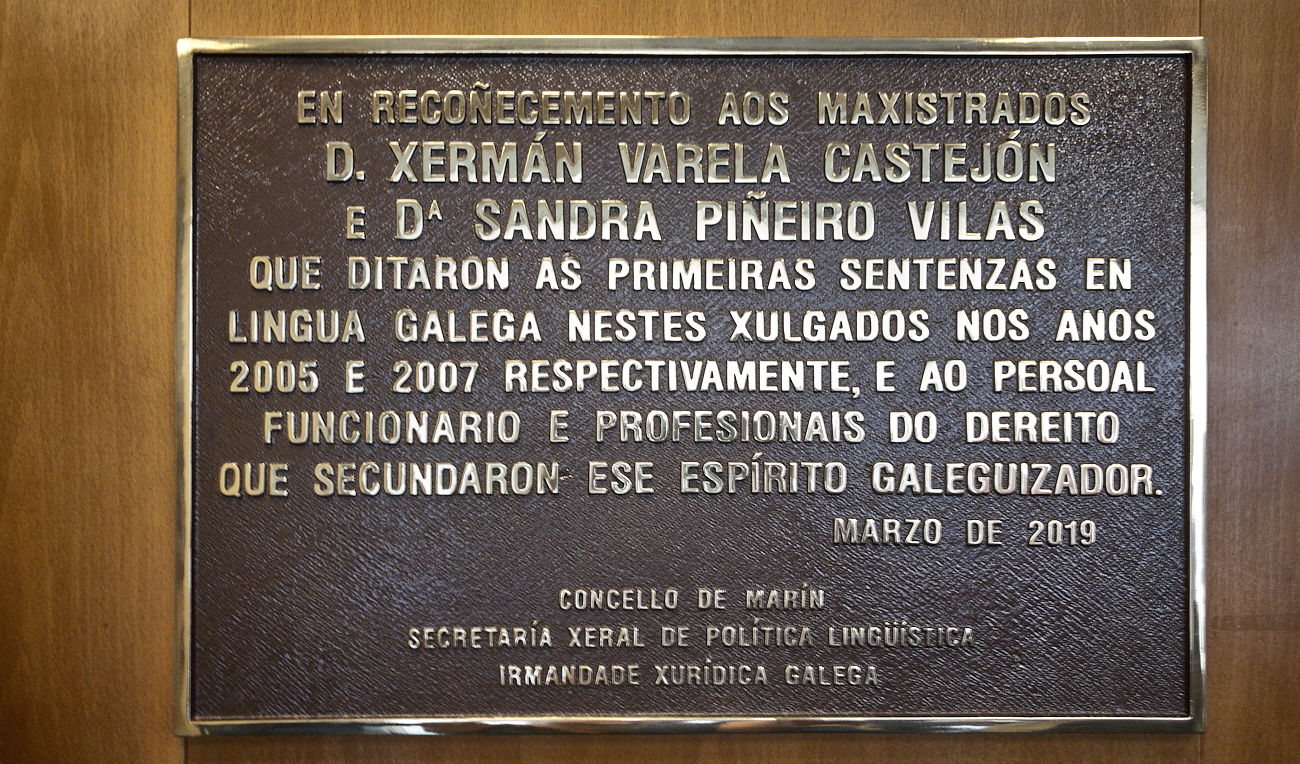 EN RECOÑECEMENTO AOS MAXISTRADOS
D. XERMÁN VARELA CASTEJÓN
E Dª SANDRA PIÑEIRO VILAS
QUE DITARON AS PRIMEIRAS SENTENZAS EN
LINGUA GALEGA NESTES XULGADOS NOS ANOS
2005 E 2007 RESPECTIVAMENTE, E AO PERSOAL
FUNCIONARIO E PROFESIONAIS DO DEREITO
QUE SECUNDARON ESE ESPÍRITO GALEGUIZADOR.
MARZO DE 2019
CONCELLO DE MARÍN
SECRETARÍA XERAL DE POLÍTICA LINGÜÍSTICA
IRMANDADE XURÍDICA GALEGA